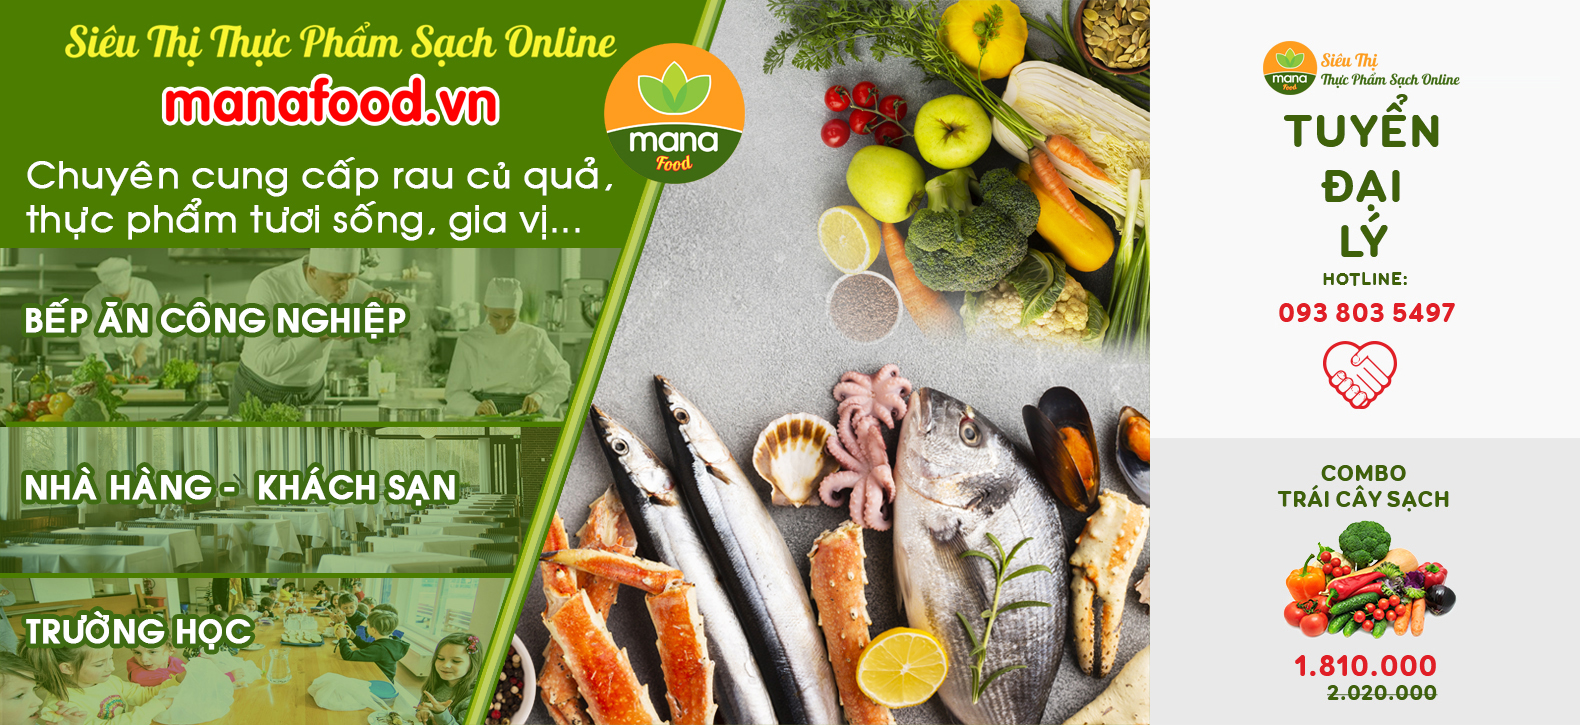 Siêu Thị Thực Phẩm Sạch Online
manafood.vn
mana
Food
Chuyên cung cấp rau củ quả,
thực phẩm tươi sống, gia vị...
BẾP ĂN CÔNG NGHIỆP
NHÀ HÀNG - KHÁCH SẠN
TRƯỜNG HỌC
mana
Food
Siêu Thị
Thực Phẩm Sạch Online
TUYỂN
ĐẠI
LÝ
HOTLINE:
093 803 5497
COMBO
TRÁI CÂY SẠCH
1.810.000
2.020.000